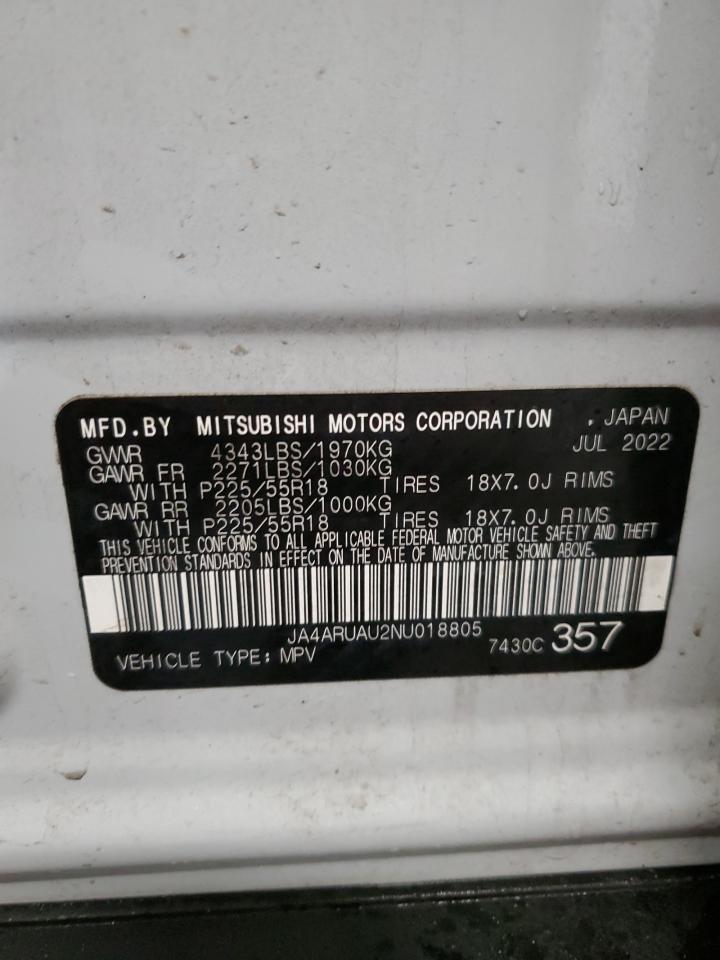 MFD.BY MITSUBISHI MOTORS CORPORATION . JAPAN
GVWR 4343LBS/1970KG JUL 2022
GAWR FR 2271LBS/1030KG
WITH P225/55R18 TIRES 18X7.0J RIMS
GAWR RR 2205LBS/1000KG
WITH P225/55R18 TIRES 18X7.0J RIMS
THIS VEHICLE CONFORMS TO ALL APPLICABLE FEDERAL MOTOR VEHICLE SAFETY AND THEFT
PREVENTION STANDARDS IN EFFECT ON THE DATE OF MANUFACTURE SHOWN ABOVE.
JA4ARUAU2NU018805
VEHICLE TYPE: MPV 7430C 357